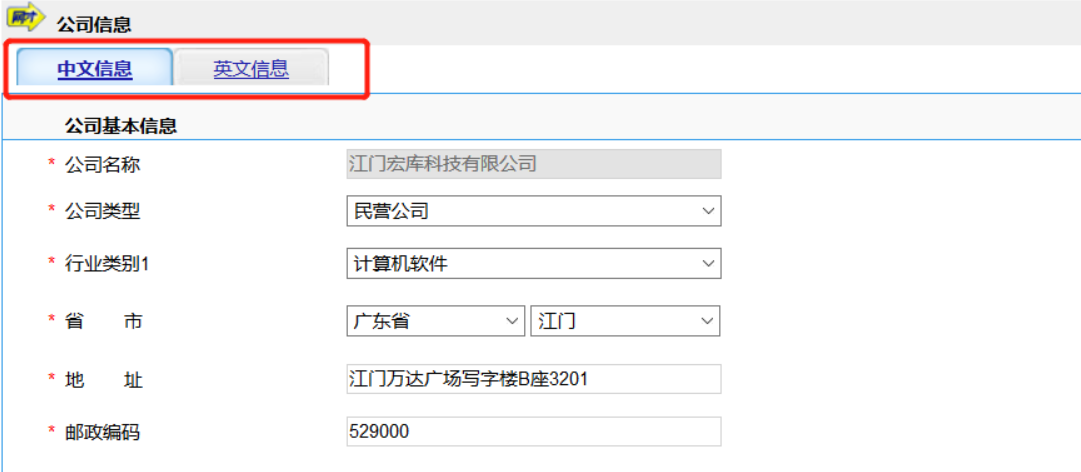 网才
公司信息
中文信息 英文信息
公司基本信息
* 公司名称 江门宏库科技有限公司
* 公司类型 民营公司
* 行业类别1 计算机软件
* 省 市 广东省 江门
* 地 址 江门万达广场写字楼B座3201
* 邮政编码 529000